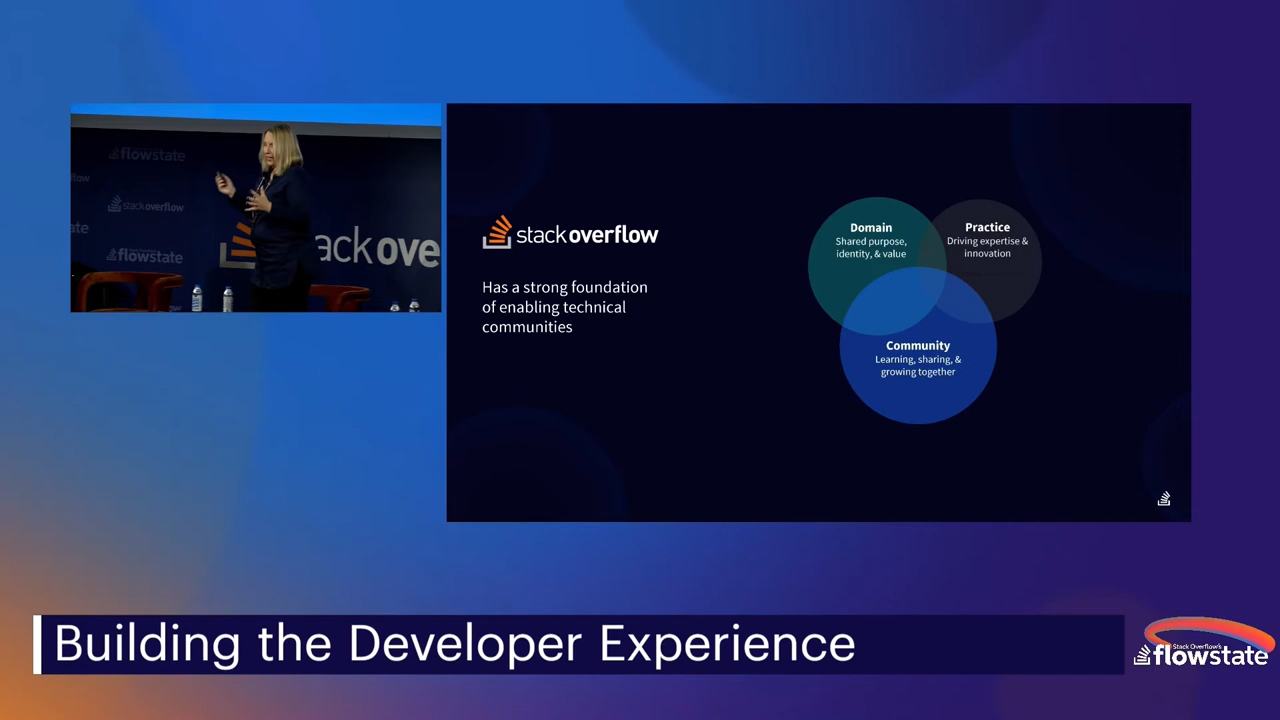 flowstate
stack overflow
flowstate
ack ove
stack overflow
Has a strong foundation
of enabling technical
communities
Domain
Shared purpose,
identity, & value
Practice
Driving expertise &
innovation
Community
Learning, sharing, &
growing together
Building the Developer Experience
Stack Overflow's
flowstate